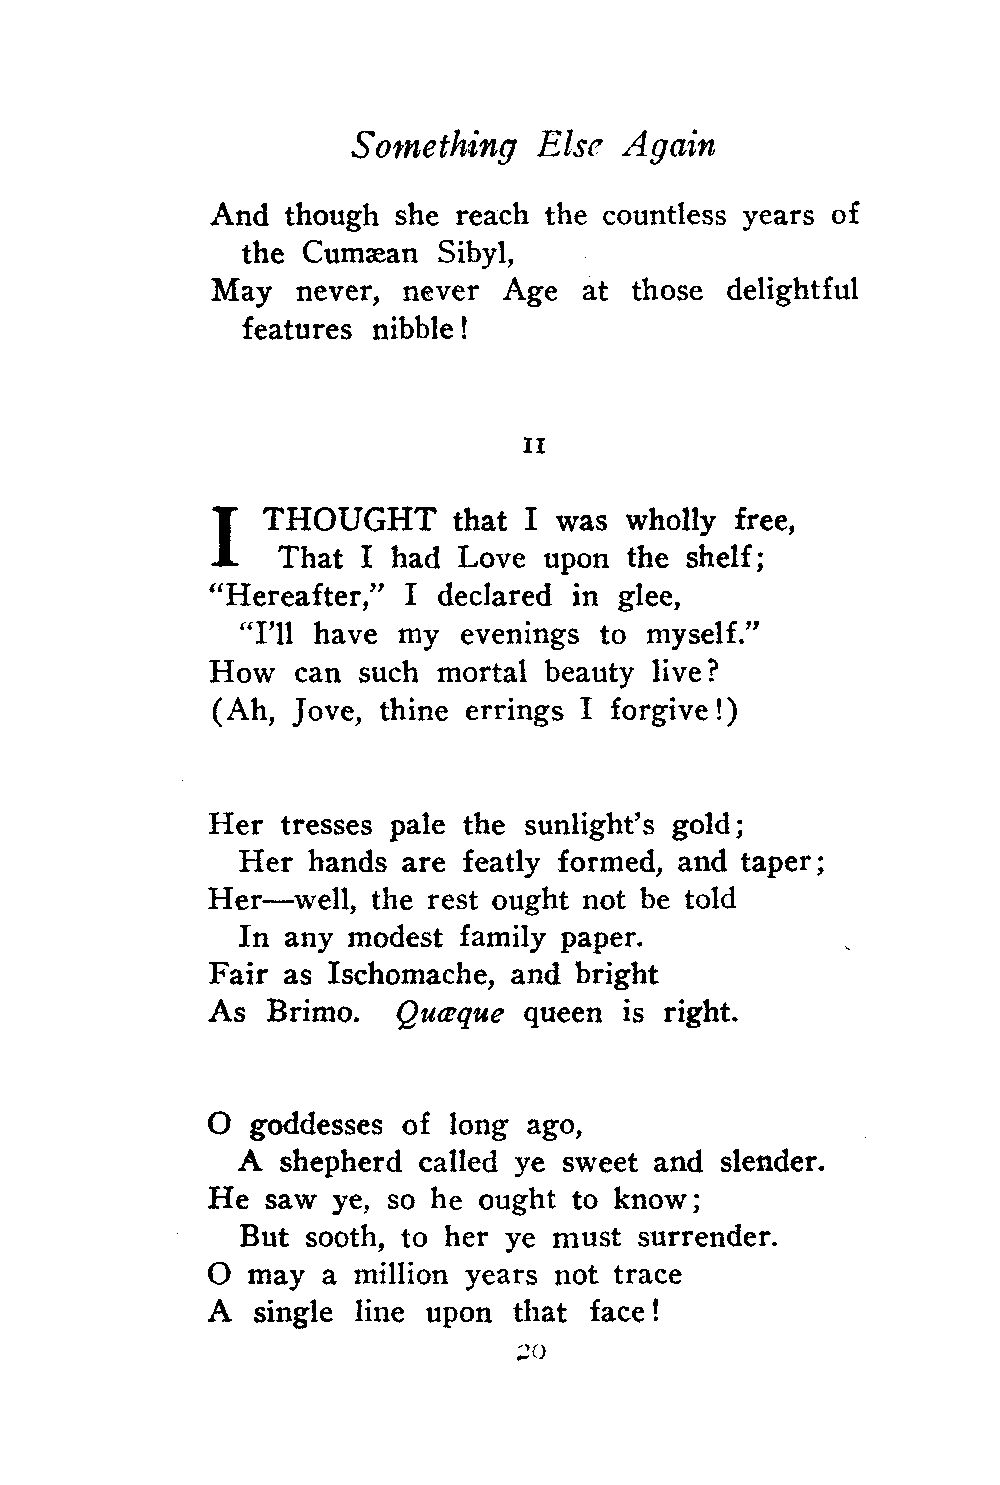 Something Else Again
And though she reach the countless years of
the Cumæan Sibyl,
May never, never Age at those delightful
features nibble!
II
I THOUGHT that I was wholly free,
That I had Love upon the shelf;
“Hereafter,” I declared in glee,
“I’ll have my evenings to myself.”
How can such mortal beauty live?
(Ah, Jove, thine errings I forgive!)
Her tresses pale the sunlight’s gold;
Her hands are featly formed, and taper;
Her—well, the rest ought not be told
In any modest family paper.
Fair as Ischomache, and bright
As Brimo. Quæque queen is right.
O goddesses of long ago,
A shepherd called ye sweet and slender.
He saw ye, so he ought to know;
But sooth, to her ye must surrender.
O may a million years not trace
A single line upon that face!
20